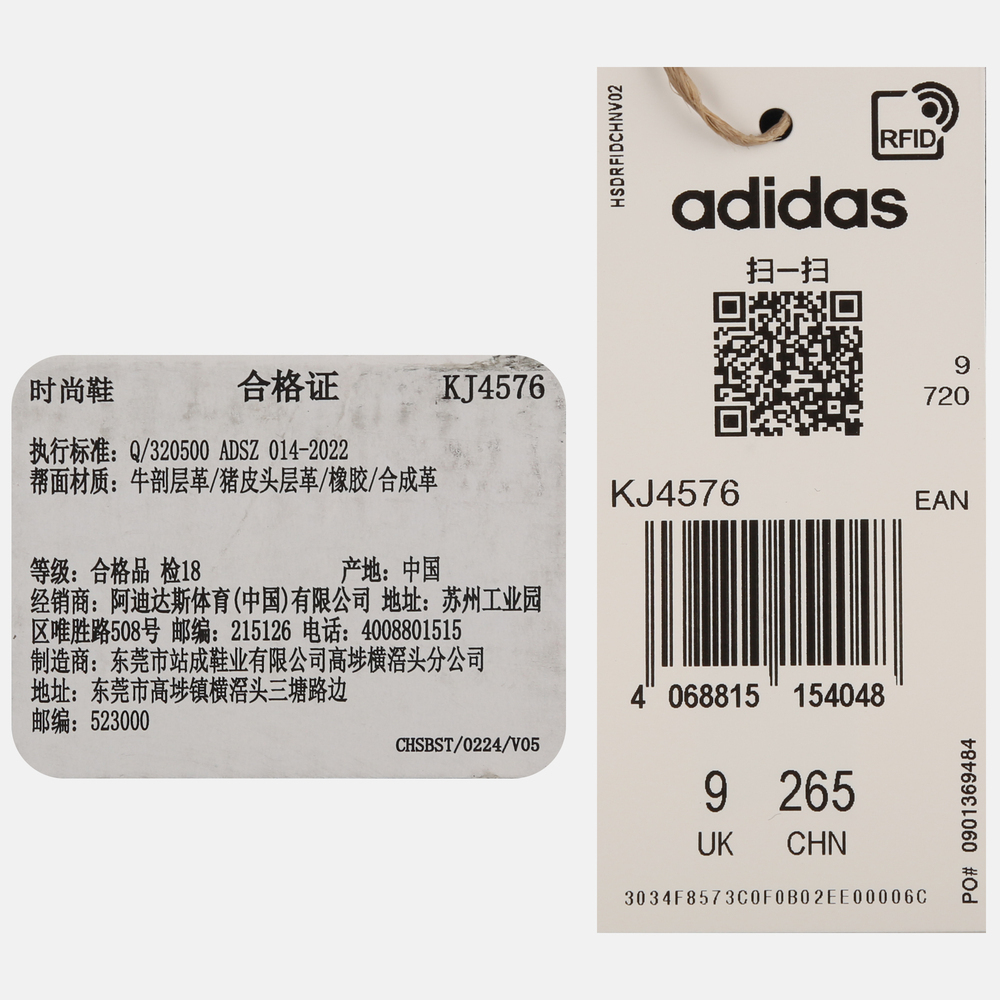 时尚鞋 合格证 KJ4576
执行标准：Q/320500 ADSZ 014-2022
帮面材质：牛剖层革/猪皮头层革/橡胶/合成革
等级：合格品 检18 产地：中国
经销商：阿迪达斯体育(中国)有限公司 地址：苏州工业园
区唯胜路508号 邮编：215126 电话：4008801515
制造商：东莞市站成鞋业有限公司高埗横滘头分公司
地址：东莞市高埗镇横滘头三塘路边
邮编：523000
CHSBST/0224/V05
HSDRFIDCHNV02
RFID
adidas
扫一扫
9
720
KJ4576
EAN
4 068815 154048
9 265
UK CHN
PO# 0901369484
3034F8573C0F0B02EE00006C